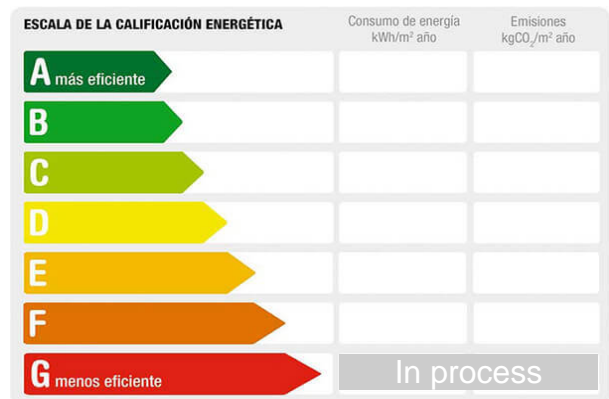 ESCALA DE LA CALIFICACIÓN ENERGÉTICA
Consumo de energía
kWh/m² año
Emisiones
kgCO₂/m² año
A más eficiente
B
C
D
E
F
G menos eficiente
In process